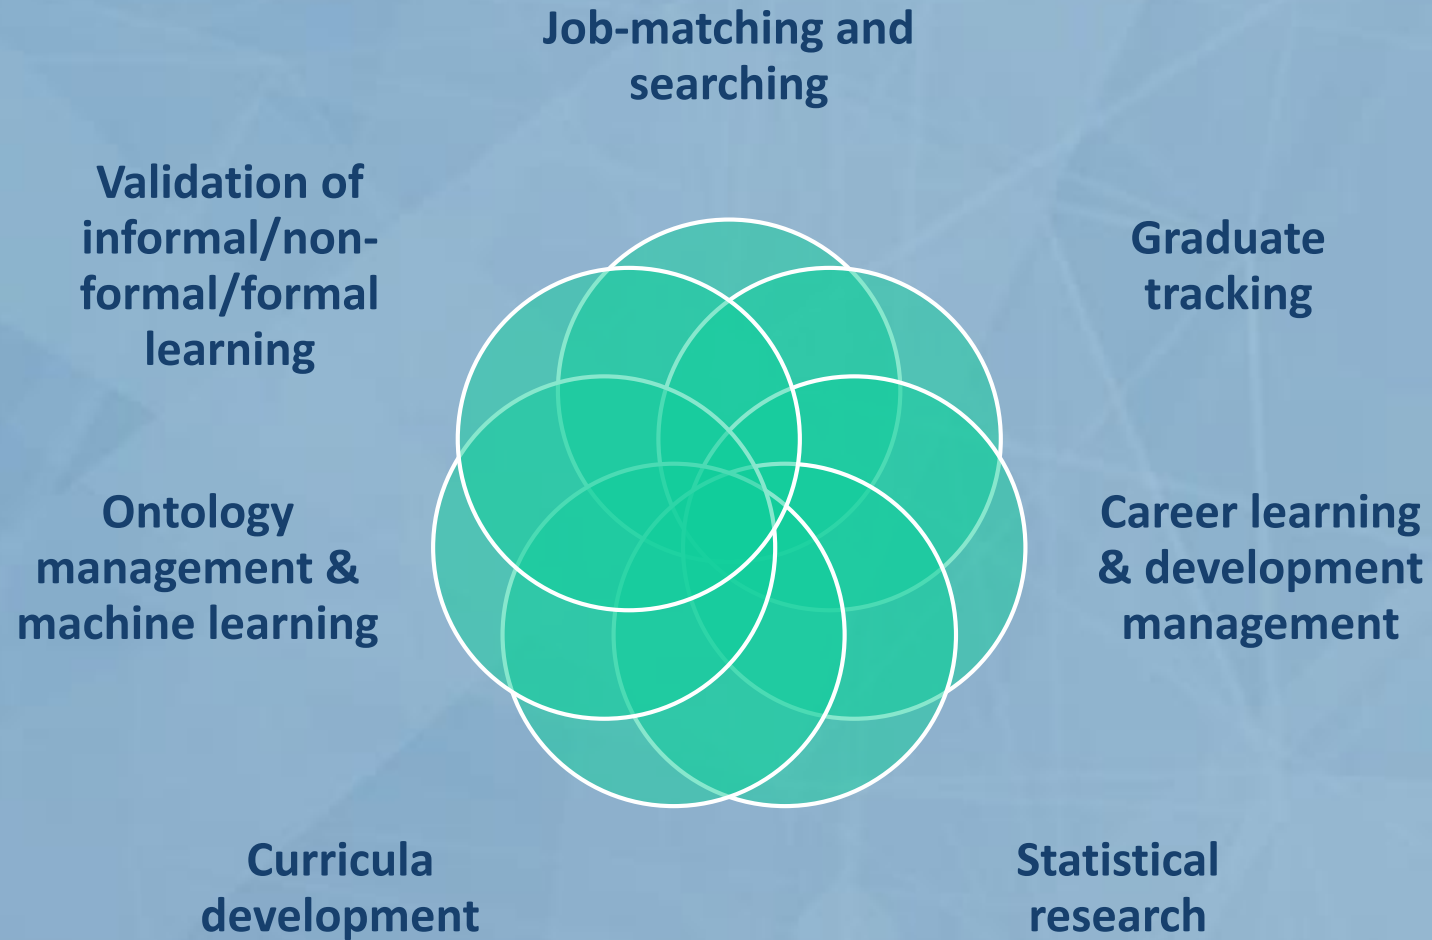 Job-matching and
searching
Validation of
informal/non-
formal/formal
learning
Graduate
tracking
Ontology
management &
machine learning
Career learning
& development
management
Curricula
development
Statistical
research